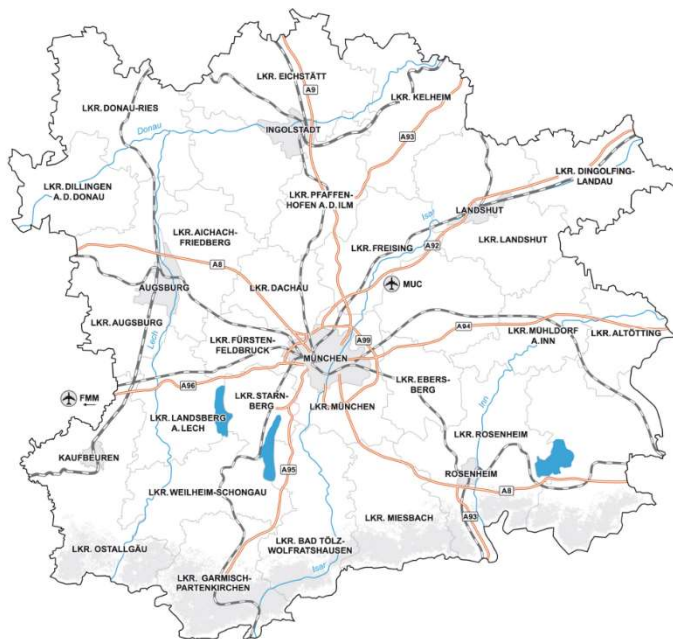 LKR. EICHSTÄTT
A9
LKR. DONAU-RIES
LKR. KELHEIM
Donau
INGOLSTADT
A93
LKR. DILLINGEN
A. D. DONAU
LKR. PFAFFEN-
HOFEN A. D. ILM
LKR. DINGOLFING-
LANDAU
Isar
LANDSHUT
LKR. AICHACH-
FRIEDBERG
LKR. FREISING
A92
LKR. LANDSHUT
A8
AUGSBURG
LKR. DACHAU
MUC
LKR. AUGSBURG
Lech
LKR. FÜRSTEN-
FELDBRUCK
A99
A94
LKR. MÜHLDORF
A. INN
LKR. ALTÖTTING
MÜNCHEN
FMM
A96
LKR. STARN-
BERG
LKR. EBERS-
BERG
Inn
LKR. LANDSBERG
A. LECH
LKR. MÜNCHEN
LKR. ROSENHEIM
KAUFBEUREN
A95
ROSENHEIM
LKR. WEILHEIM-SCHONGAU
A8
A93
LKR. MIESBACH
LKR. OSTALLGÄU
LKR. BAD TÖLZ-
WOLFRATSHAUSEN
Isar
LKR. GARMISCH-
PARTENKIRCHEN